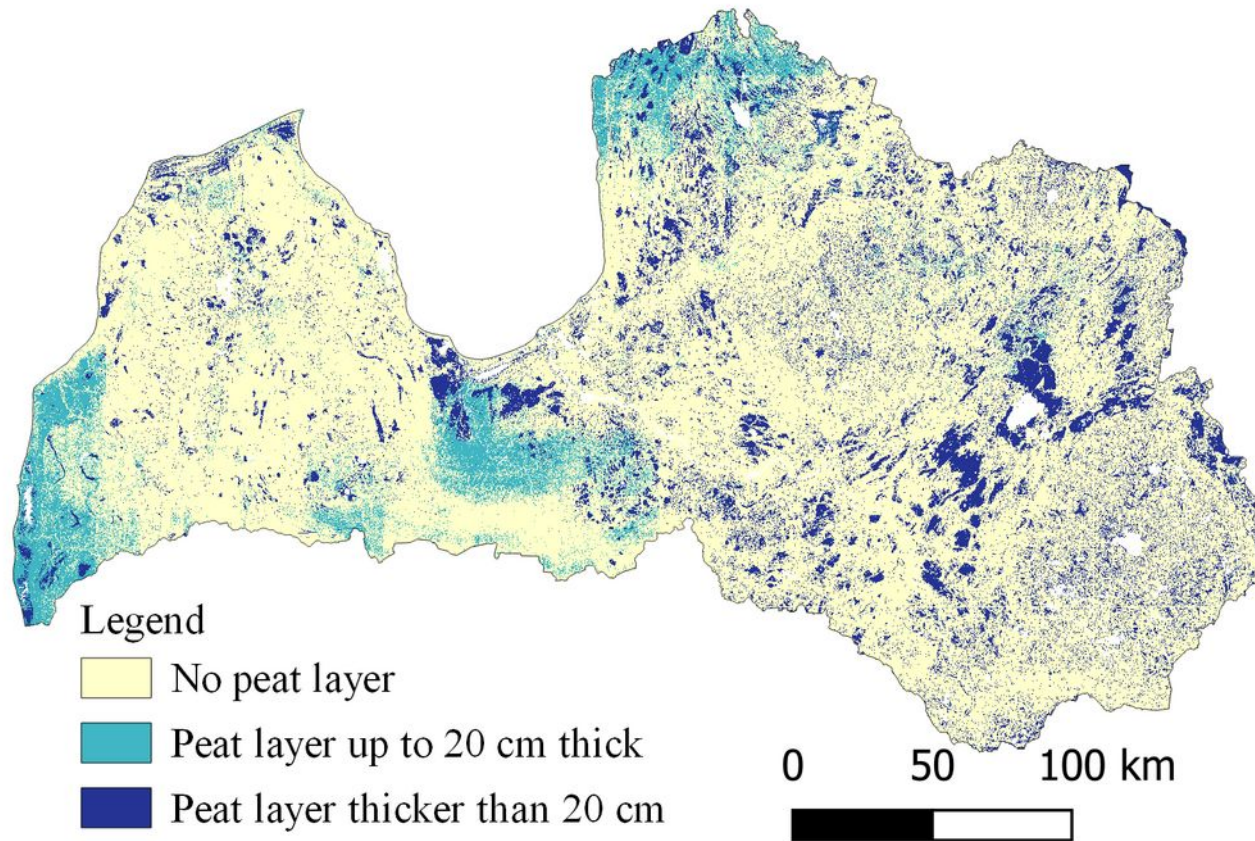 Legend
No peat layer
Peat layer up to 20 cm thick
Peat layer thicker than 20 cm
0 50 100 km